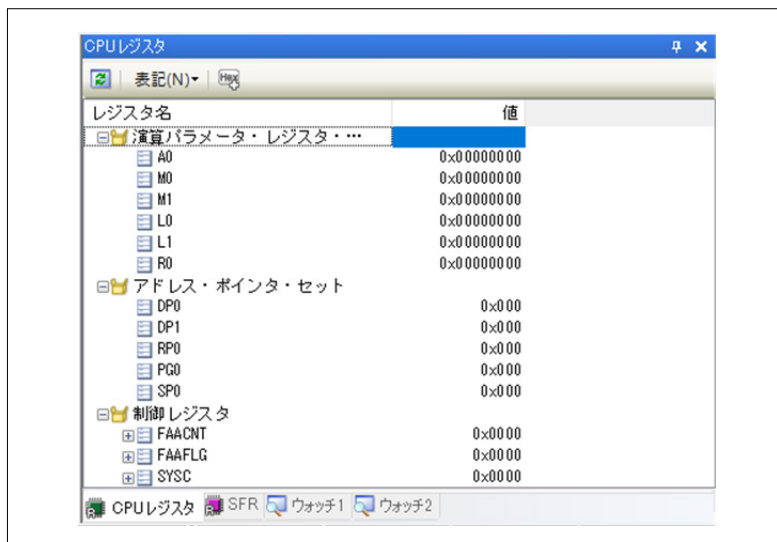 CPUレジスタ
表記(N)▾ Hex
レジスタ名 値
演算パラメータ・レジスタ・…
A0 0x00000000
M0 0x00000000
M1 0x00000000
L0 0x00000000
L1 0x00000000
R0 0x00000000
アドレス・ポインタ・セット
DP0 0x000
DP1 0x000
RP0 0x000
PG0 0x000
SP0 0x000
制御レジスタ
FAACNT 0x0000
FAAFLG 0x0000
SYSC 0x0000
CPUレジスタ SFR ウォッチ1 ウォッチ2